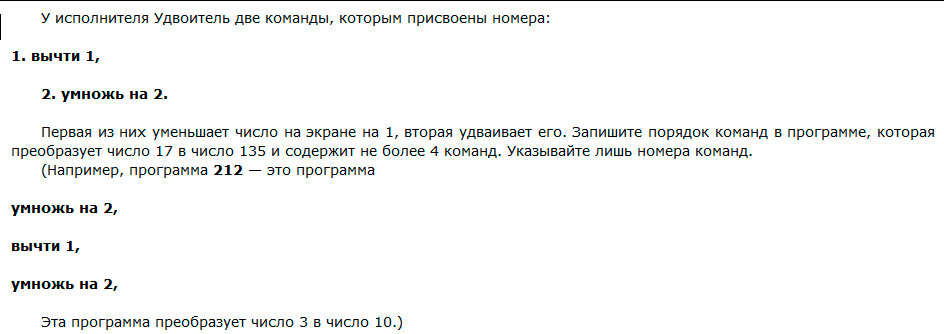 У исполнителя Удвоитель две команды, которым присвоены номера:
1. вычти 1,
2. умножь на 2.
Первая из них уменьшает число на экране на 1, вторая удваивает его. Запишите порядок команд в программе, которая
преобразует число 17 в число 135 и содержит не более 4 команд. Указывайте лишь номера команд.
(Например, программа 212 — это программа
умножь на 2,
вычти 1,
умножь на 2,
Эта программа преобразует число 3 в число 10.)